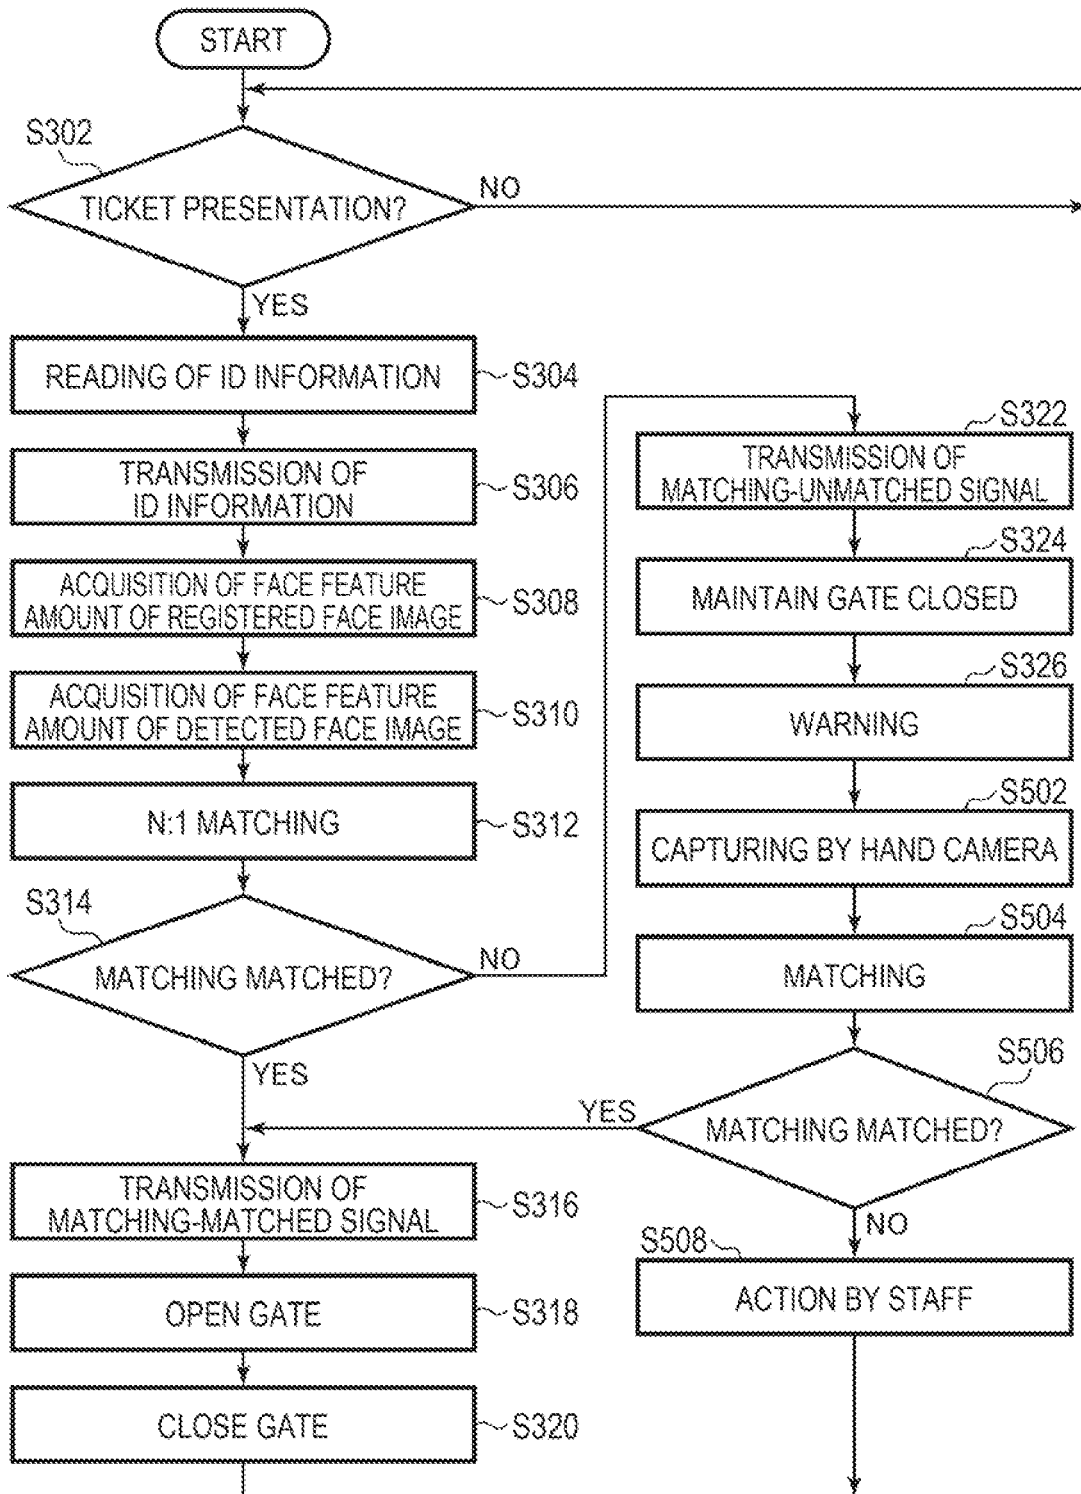 START
S302
TICKET PRESENTATION?
NO
YES
READING OF ID INFORMATION
S304
TRANSMISSION OF
ID INFORMATION
S306
ACQUISITION OF FACE FEATURE
AMOUNT OF REGISTERED FACE IMAGE
S308
ACQUISITION OF FACE FEATURE
AMOUNT OF DETECTED FACE IMAGE
S310
N:1 MATCHING
S312
S314
MATCHING MATCHED?
NO
YES
TRANSMISSION OF
MATCHING-MATCHED SIGNAL
S316
OPEN GATE
S318
CLOSE GATE
S320
S322
TRANSMISSION OF
MATCHING-UNMATCHED SIGNAL
S324
MAINTAIN GATE CLOSED
S326
WARNING
S502
CAPTURING BY HAND CAMERA
S504
MATCHING
S506
MATCHING MATCHED?
YES
NO
S508
ACTION BY STAFF